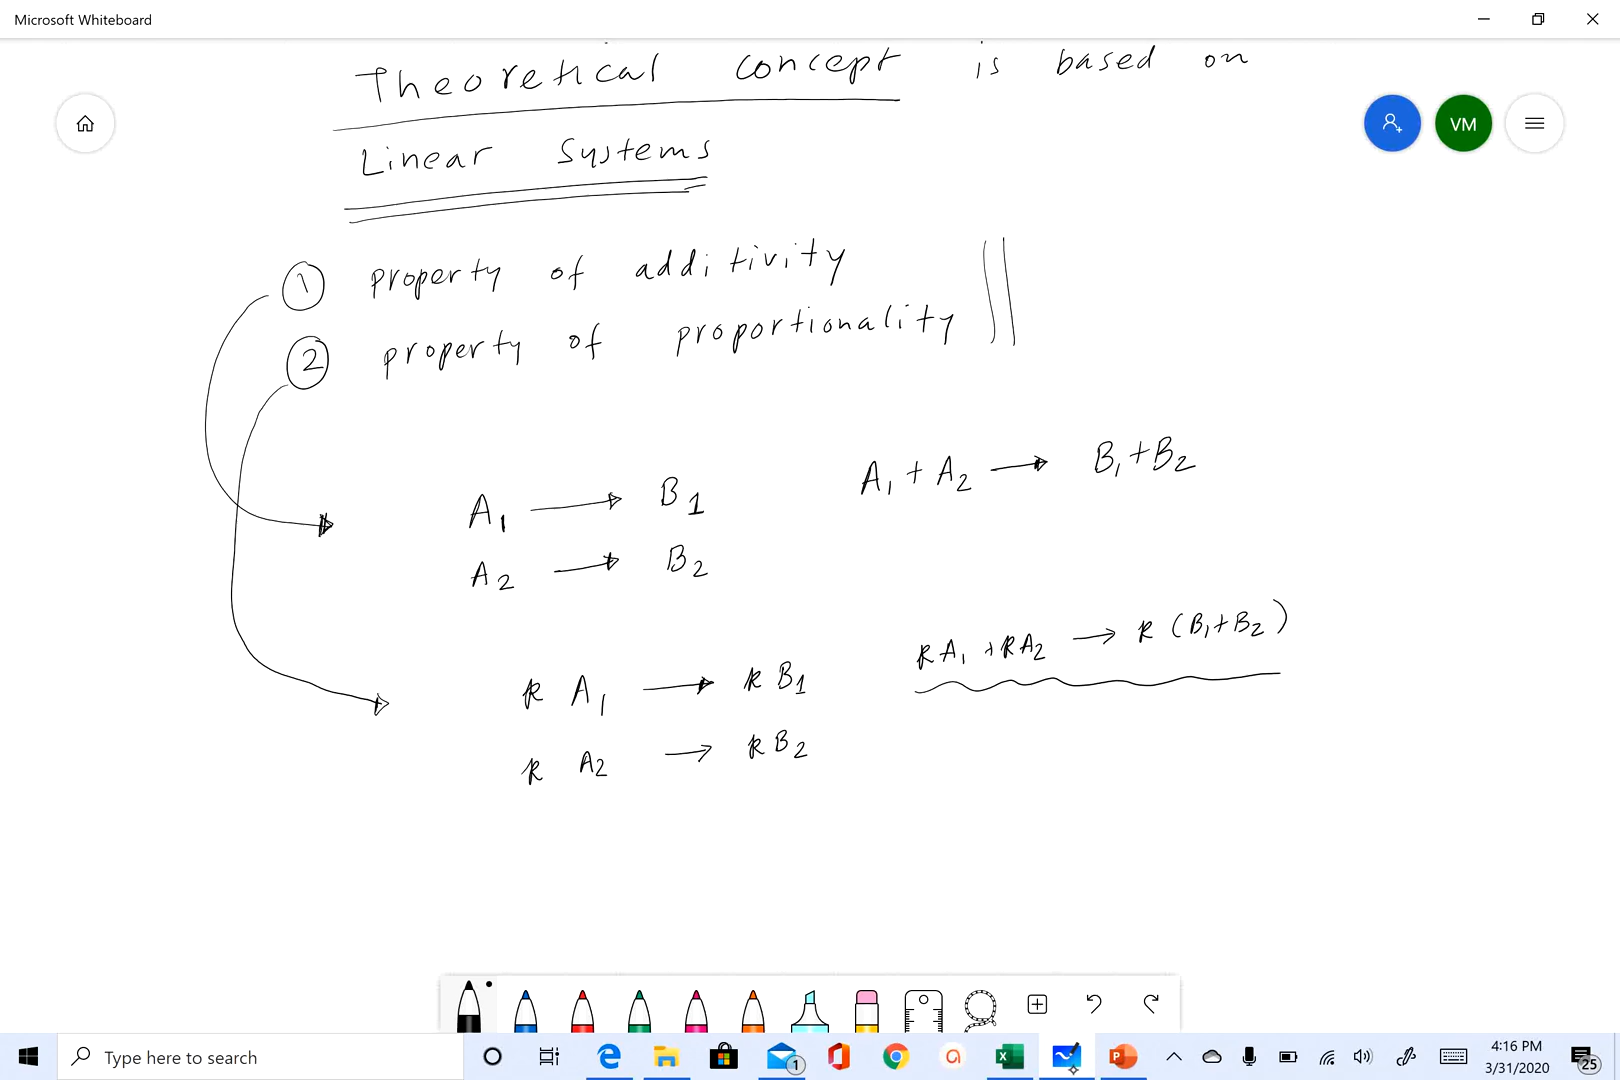 Microsoft Whiteboard
Theoretical concept is based on
Linear Systems
VM
1 property of additivity
2 property of proportionality
A1 → B1
A1 + A2 → B1 + B2
A2 → B2
k A1 → k B1
kA1 + kA2 → k (B1 + B2)
k A2 → k B2
Type here to search
1
4:16 PM
3/31/2020
25